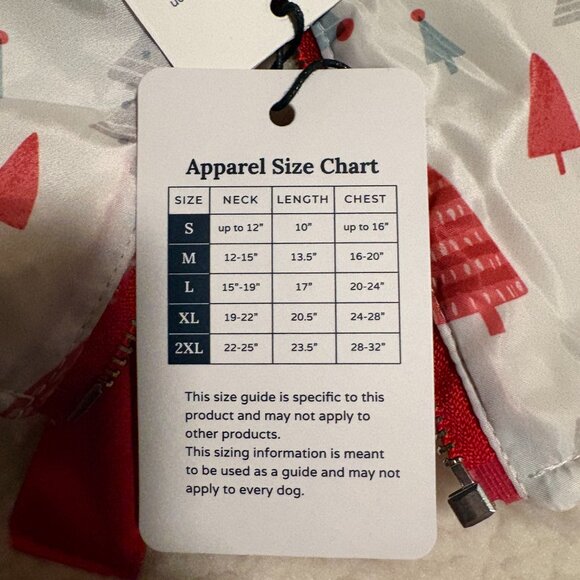 Apparel Size Chart
SIZE NECK LENGTH CHEST
S up to 12" 10" up to 16"
M 12-15" 13.5" 16-20"
L 15"-19" 17" 20-24"
XL 19-22" 20.5" 24-28"
2XL 22-25" 23.5" 28-32"
This size guide is specific to this
product and may not apply to
other products.
This sizing information is meant
to be used as a guide and may not
apply to every dog.